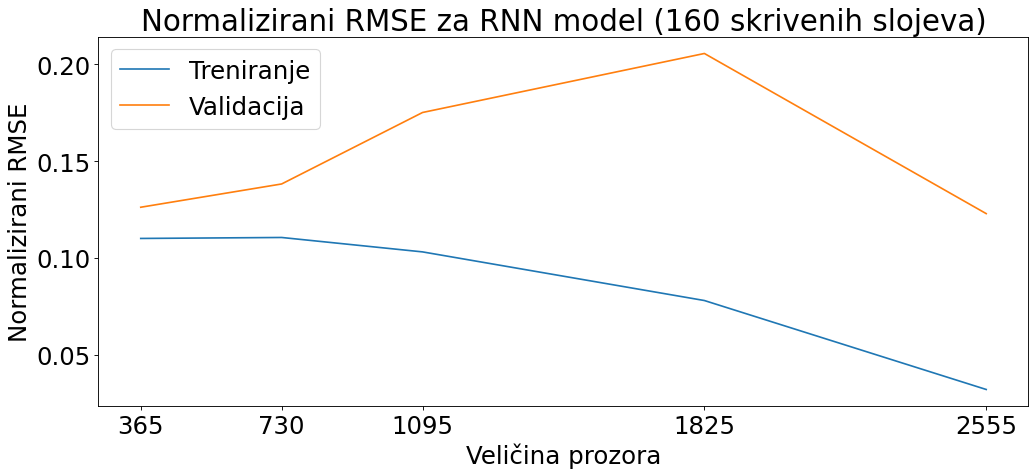 Normalizirani RMSE za RNN model (160 skrivenih slojeva)
Treniranje
Validacija
Normalizirani RMSE
0.20
0.15
0.10
0.05
365 730 1095 1825 2555
Veličina prozora